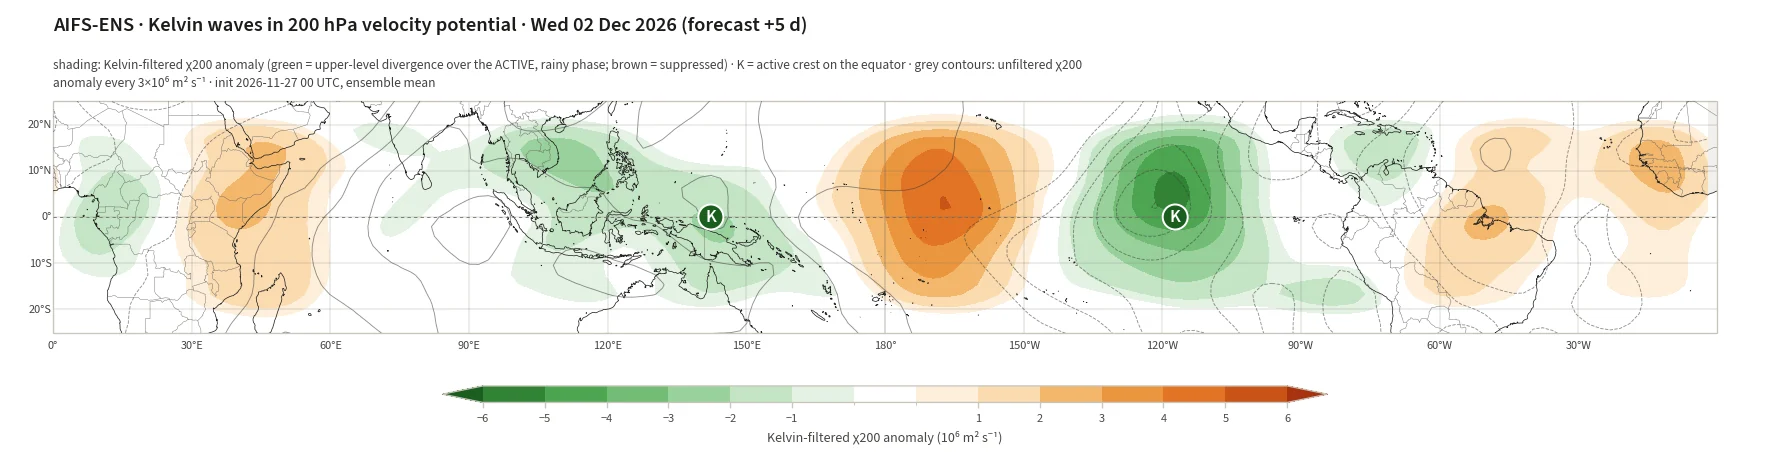 AIFS-ENS · Kelvin waves in 200 hPa velocity potential · Wed 02 Dec 2026 (forecast +5 d)
shading: Kelvin-filtered χ200 anomaly (green = upper-level divergence over the ACTIVE, rainy phase; brown = suppressed) · K = active crest on the equator · grey contours: unfiltered χ200
anomaly every 3×10⁶ m² s⁻¹ · init 2026-11-27 00 UTC, ensemble mean
20°N
10°N
0°
10°S
20°S
K K
0° 30°E 60°E 90°E 120°E 150°E 180° 150°W 120°W 90°W 60°W 30°W
−6 −5 −4 −3 −2 −1 1 2 3 4 5 6
Kelvin-filtered χ200 anomaly (10⁶ m² s⁻¹)